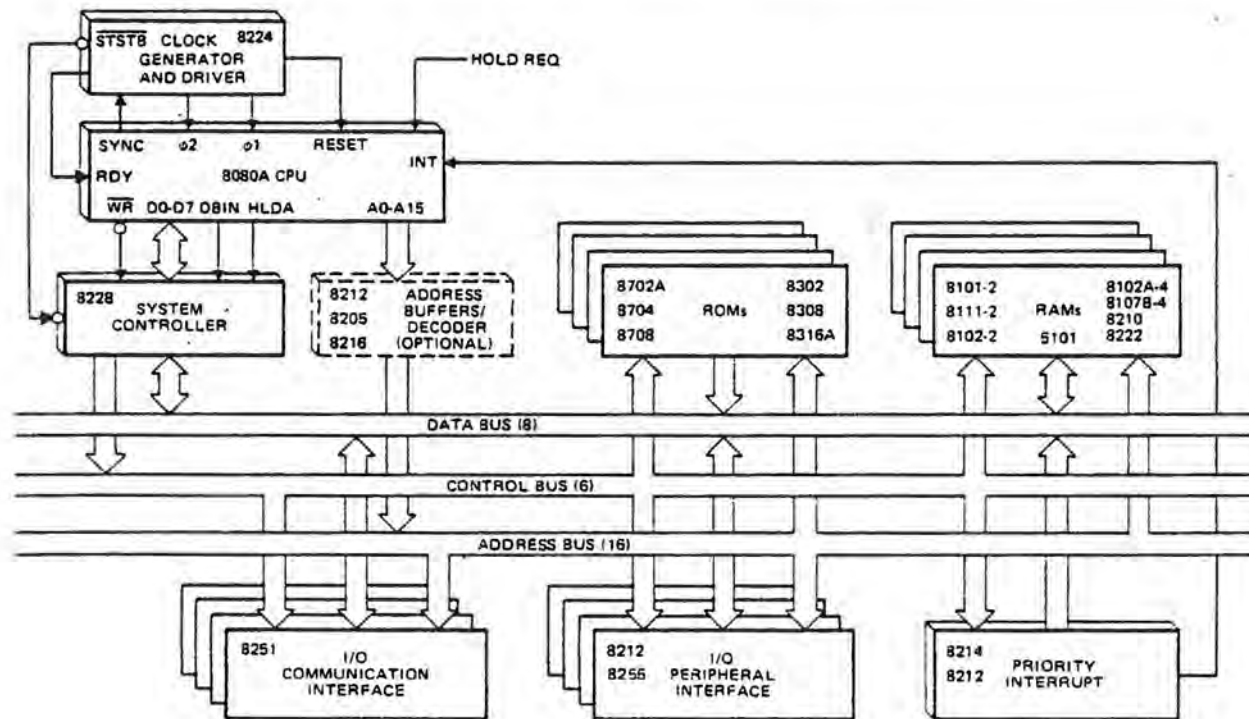 STSTB CLOCK 8224
GENERATOR
AND DRIVER
HOLD REQ
SYNC φ2 φ1 RESET
INT
RDY 8080A CPU
WR D0-D7 DBIN HLDA A0-A15
8228
SYSTEM
CONTROLLER
8212 ADDRESS
8205 BUFFERS/
DECODER
8216 (OPTIONAL)
8702A 8302
8704 ROMs 8308
8708 8316A
8101-2 8102A-4
8107B-4
8111-2 RAMs 8210
8102-2 5101 8222
DATA BUS (8)
CONTROL BUS (6)
ADDRESS BUS (16)
8251
I/O
COMMUNICATION
INTERFACE
8212 I/O
8255 PERIPHERAL
INTERFACE
8214 PRIORITY
8212 INTERRUPT